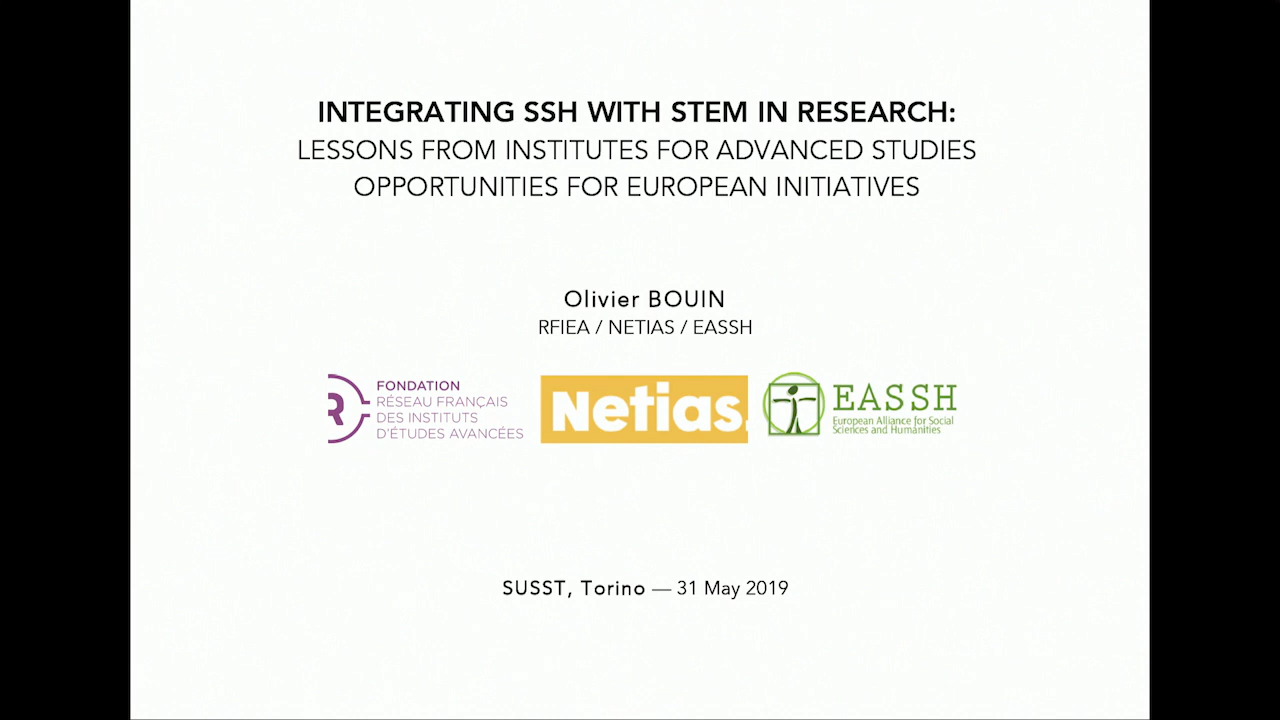 INTEGRATING SSH WITH STEM IN RESEARCH:
LESSONS FROM INSTITUTES FOR ADVANCED STUDIES
OPPORTUNITIES FOR EUROPEAN INITIATIVES
Olivier BOUIN
RFIEA / NETIAS / EASSH
R
FONDATION
RÉSEAU FRANÇAIS
DES INSTITUTS
D'ÉTUDES AVANCÉES
Netias.
EASSH
European Alliance for Social
Sciences and Humanities
SUSST, Torino — 31 May 2019